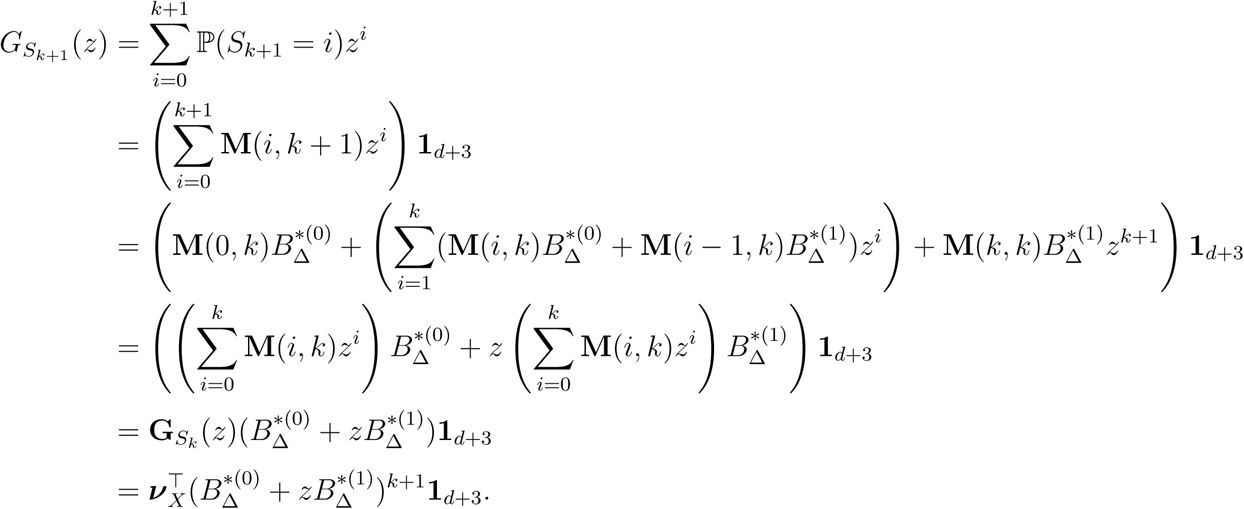 $G_{S_{k+1}}(z) = \sum_{i=0}^{k+1} \mathbb{P}(S_{k+1} = i) z^i$
$= \left( \sum_{i=0}^{k+1} \mathbf{M}(i, k+1) z^i \right) \mathbf{1}_{d+3}$
$= \left( \mathbf{M}(0, k) B_{\Delta}^{*(0)} + \left( \sum_{i=1}^{k} (\mathbf{M}(i, k) B_{\Delta}^{*(0)} + \mathbf{M}(i-1, k) B_{\Delta}^{*(1)}) z^i \right) + \mathbf{M}(k, k) B_{\Delta}^{*(1)} z^{k+1} \right) \mathbf{1}_{d+3}$
$= \left( \left( \sum_{i=0}^{k} \mathbf{M}(i, k) z^i \right) B_{\Delta}^{*(0)} + z \left( \sum_{i=0}^{k} \mathbf{M}(i, k) z^i \right) B_{\Delta}^{*(1)} \right) \mathbf{1}_{d+3}$
$= \mathbf{G}_{S_k}(z) (B_{\Delta}^{*(0)} + z B_{\Delta}^{*(1)}) \mathbf{1}_{d+3}$
$= \boldsymbol{\nu}_X^{\top} (B_{\Delta}^{*(0)} + z B_{\Delta}^{*(1)})^{k+1} \mathbf{1}_{d+3}.$